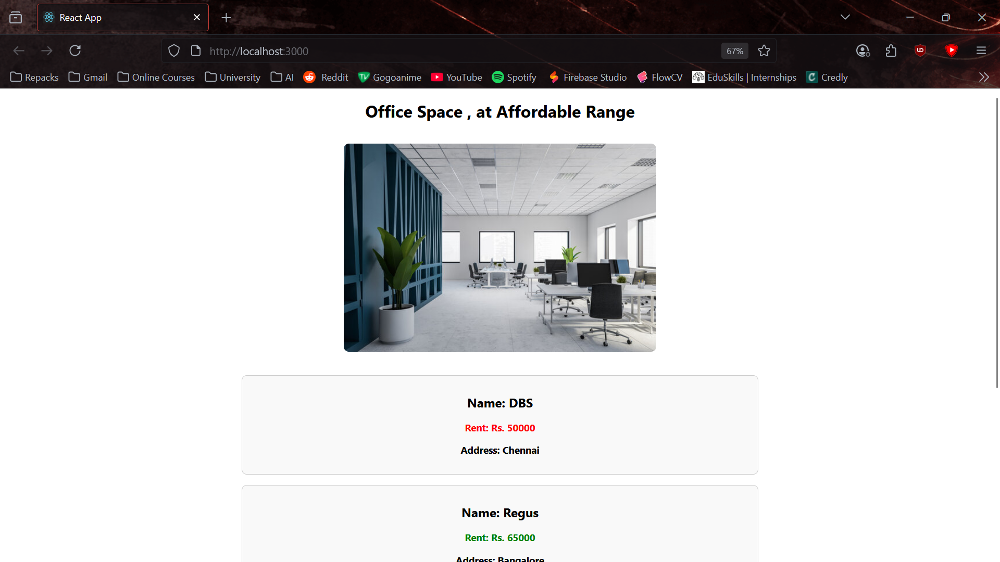 React App
http://localhost:3000
67%
Repacks Gmail Online Courses University AI Reddit Gogoanime YouTube Spotify Firebase Studio FlowCV EduSkills | Internships Credly
Office Space , at Affordable Range
Name: DBS
Rent: Rs. 50000
Address: Chennai
Name: Regus
Rent: Rs. 65000
Address: Bangalore